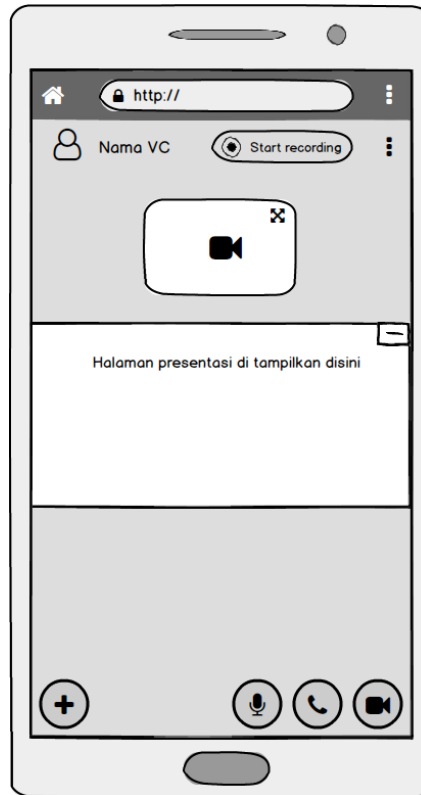 http://
Nama VC
Start recording
Halaman presentasi di tampilkan disini